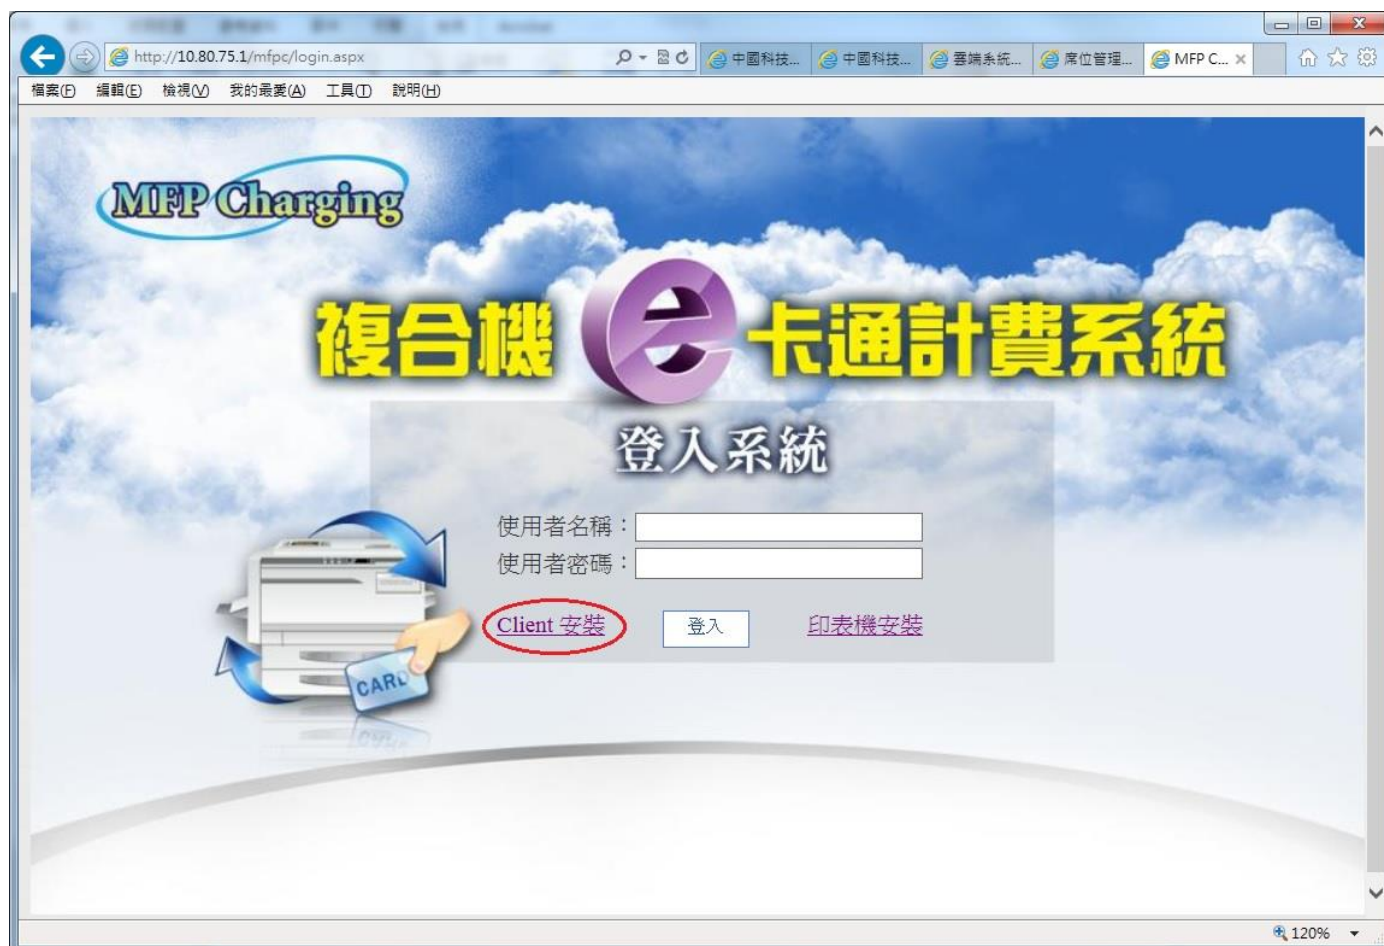 http://10.80.75.1/mfpc/login.aspx
中國科技...
中國科技...
雲端系統...
席位管理...
MFP C...
檔案(F) 編輯(E) 檢視(V) 我的最愛(A) 工具(T) 說明(H)
MFP Charging
複合機e卡通計費系統
登入系統
使用者名稱：
使用者密碼：
Client 安裝 登入 印表機安裝
CARD
120%